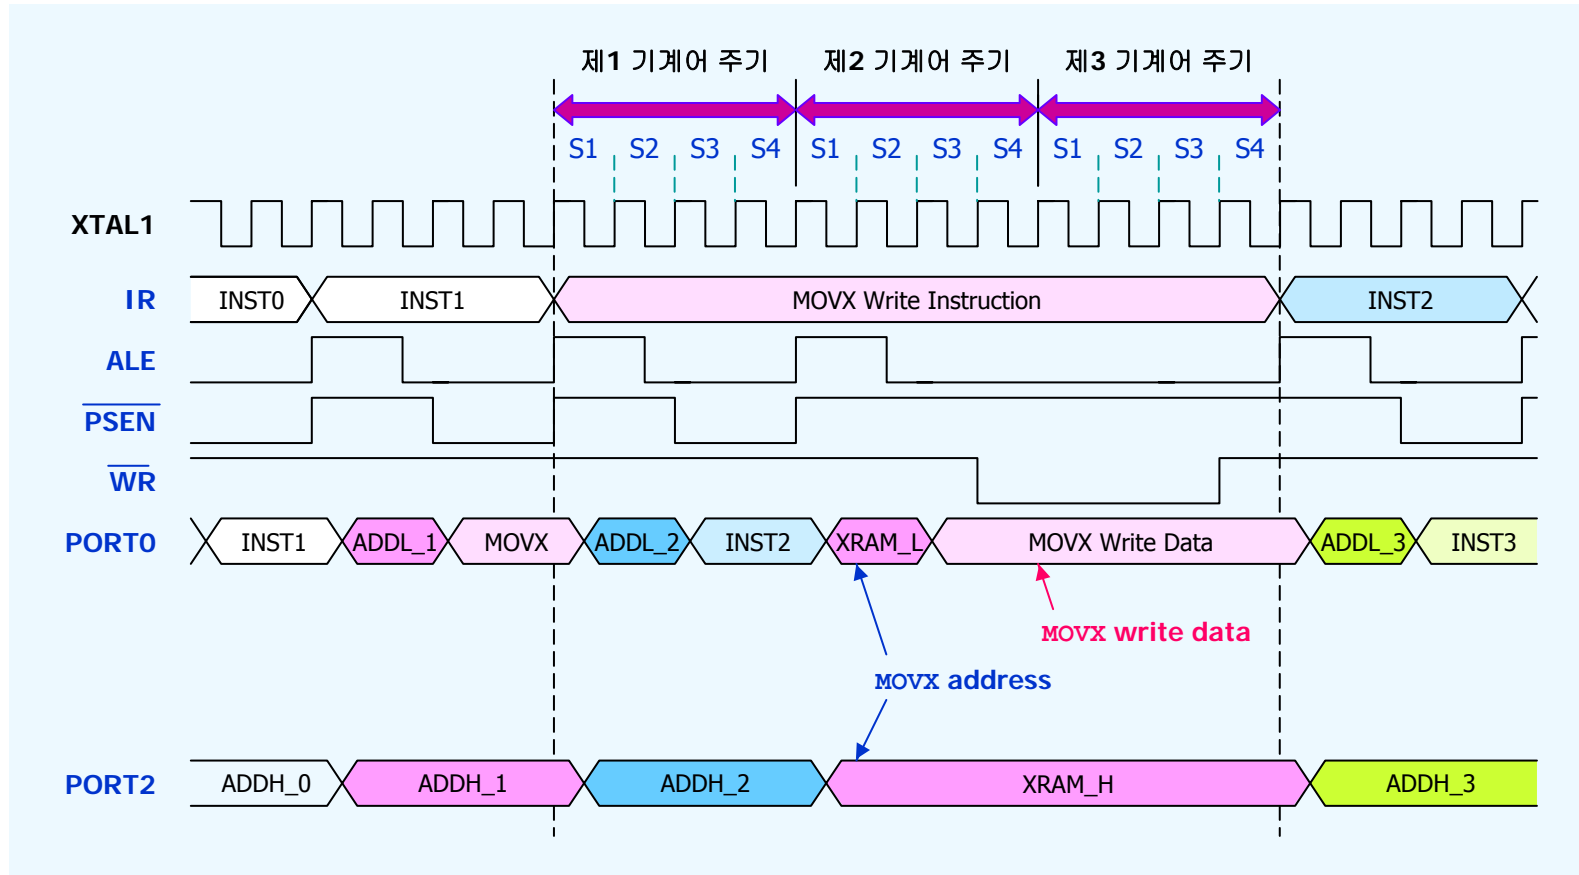 제1 기계어 주기 제2 기계어 주기 제3 기계어 주기
S1 S2 S3 S4 S1 S2 S3 S4 S1 S2 S3 S4
XTAL1
IR INST0 INST1 MOVX Write Instruction INST2
ALE
PSEN
WR
PORT0 INST1 ADDL_1 MOVX ADDL_2 INST2 XRAM_L MOVX Write Data ADDL_3 INST3
MOVX write data
MOVX address
PORT2 ADDH_0 ADDH_1 ADDH_2 XRAM_H ADDH_3